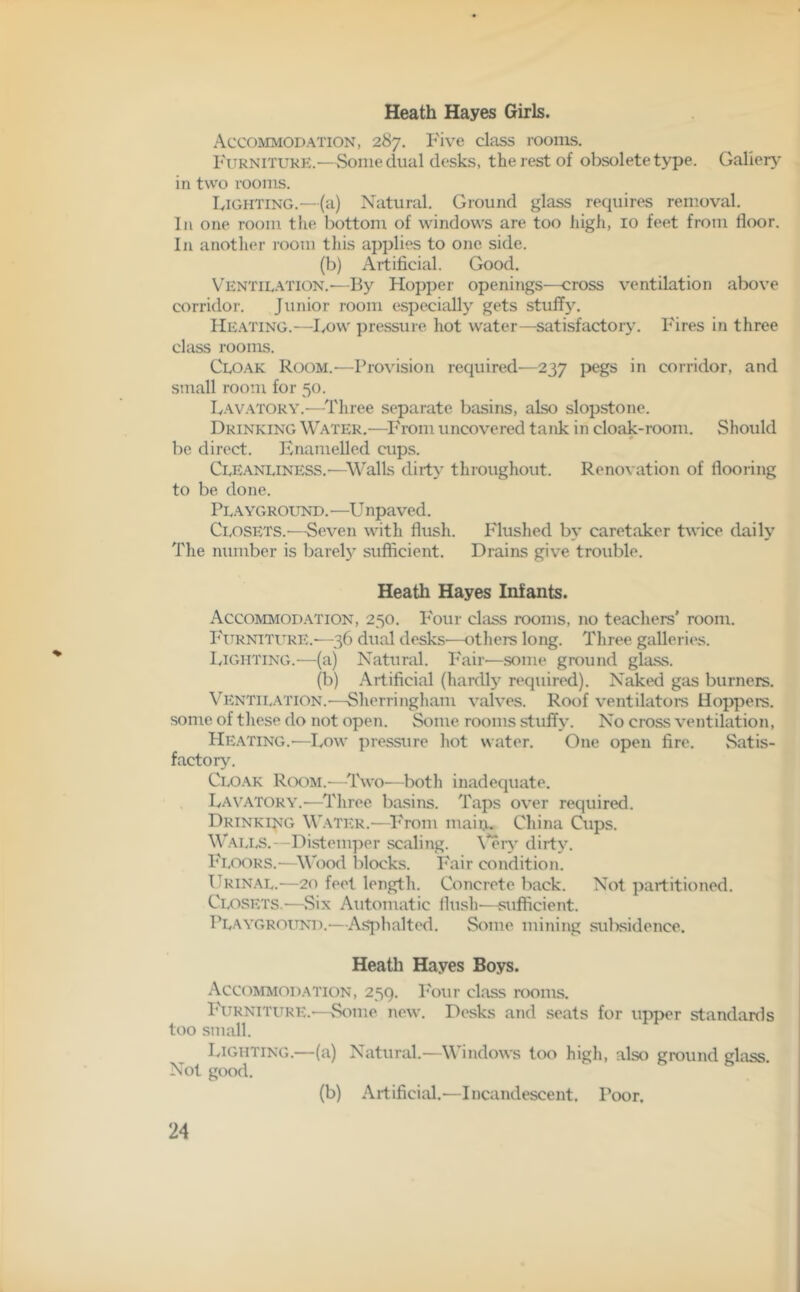 Heath Hayes Girls.
ACCOMMODATION, 287. Five class rooms.
FURNITURE.—Some dual desks, the rest of obsolete type. Gallery
in two rooms.
LIGHTING.—(a) Natural. Ground glass requires removal.
In one room the bottom of windows are too high, 10 feet from floor.
In another room this applies to one side.
(b) Artificial. Good.
VENTILATION.—By Hopper openings—cross ventilation above
corridor. Junior room especially gets stuffy.
HEATING.—Low pressure hot water—satisfactory. Fires in three
class rooms.
CLOAK ROOM.—Provision required—237 pegs in corridor, and
small room for 50.
LAVATORY.—Three separate basins, also slopstone.
DRINKING WATER.—From uncovered tank in cloak-room. Should
be direct. Enamelled cups.
CLEANLINESS.—Walls dirty throughout. Renovation of flooring
to be done.
PLAYGROUND.—Unpaved.
CLOSETS.—Seven with flush. Flushed by caretaker twice daily
The number is barely sufficient. Drains give trouble.
Heath Hayes Infants.
ACCOMMODATION, 250. Four class rooms, no teachers' room.
FURNITURE.—36 dual desks—others long. Three galleries.
LIGHTING.—(a) Natural. Fair—some ground glass.
(b) Artificial (hardly required). Naked gas burners.
VENTILATION.—Sherringham valves. Roof ventilators Hoppers.
some of these do not open. Some rooms stuffy. No cross ventilation,
HEATING.—Low pressure hot water. One open fire. Satis-
factory.
CLOAK ROOM.—Two—both inadequate.
LAVATORY.—Three basins. Taps over required.
DRINKING WATER.—From main. China Cups.
WALLS.—Distemper scaling. Very dirty.
FLOORS.—Wood blocks. Fair condition.
URINAL.—20 feet length. Concrete back. Not partitioned.
CLOSETS.—Six Automatic flush—sufficient.
PLAYGROUND.—Asphalted. Some mining subsidence.
Heath Hayes Boys.
ACCOMMODATION, 259. Four class rooms.
FURNITURE.—Some new. Desks and seats for upper standards
too small.
LIGHTING.—(a) Natural.—Windows too high, also ground glass.
Not good.
(b) Artificial.—Incandescent. Poor.
24